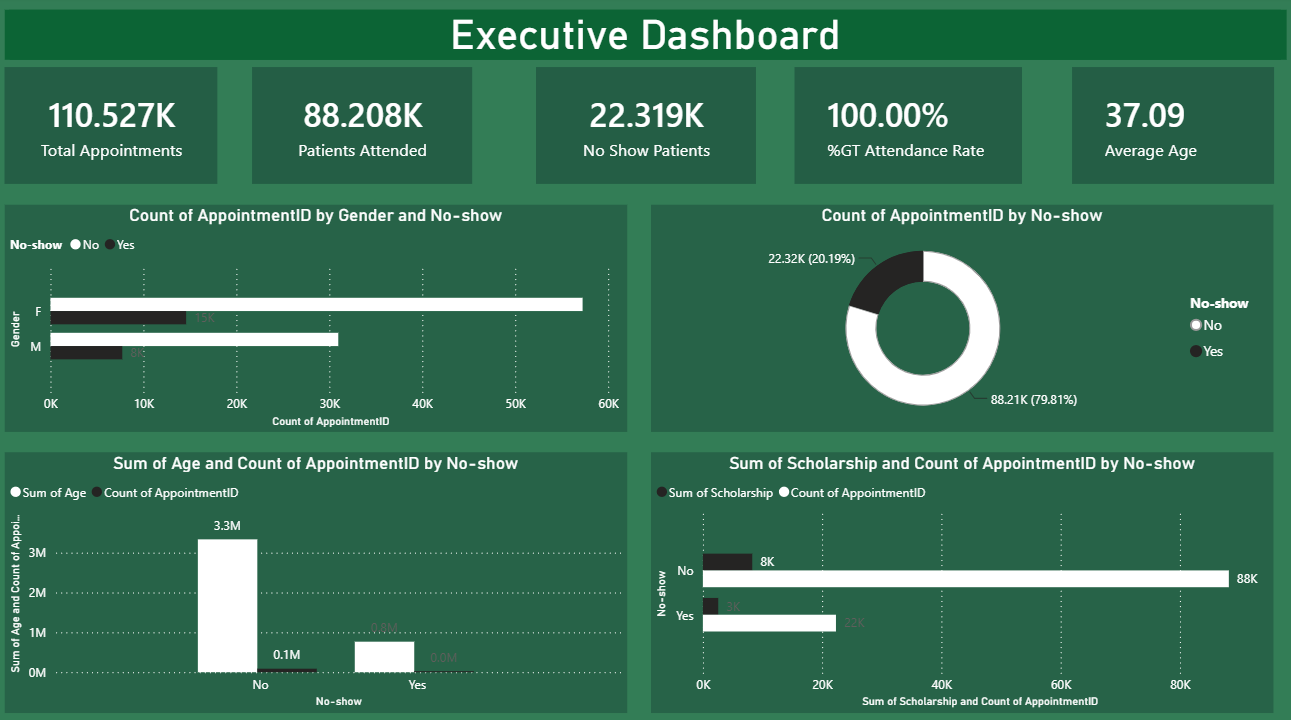 Executive Dashboard
110.527K
Total Appointments
88.208K
Patients Attended
22.319K
No Show Patients
100.00%
%GT Attendance Rate
37.09
Average Age
Count of AppointmentID by Gender and No-show
No-show No Yes
Gender
F
15K
M
8K
0K 10K 20K 30K 40K 50K 60K
Count of AppointmentID
Count of AppointmentID by No-show
22.32K (20.19%)
88.21K (79.81%)
No-show
No
Yes
Sum of Age and Count of AppointmentID by No-show
Sum of Age Count of AppointmentID
Sum of Age and Count of Appoi...
3M
2M
1M
0M
3.3M
0.1M
0.8M
0.0M
No Yes
No-show
Sum of Scholarship and Count of AppointmentID by No-show
Sum of Scholarship Count of AppointmentID
No-show
No
8K
88K
Yes
3K
22K
0K 20K 40K 60K 80K
Sum of Scholarship and Count of AppointmentID